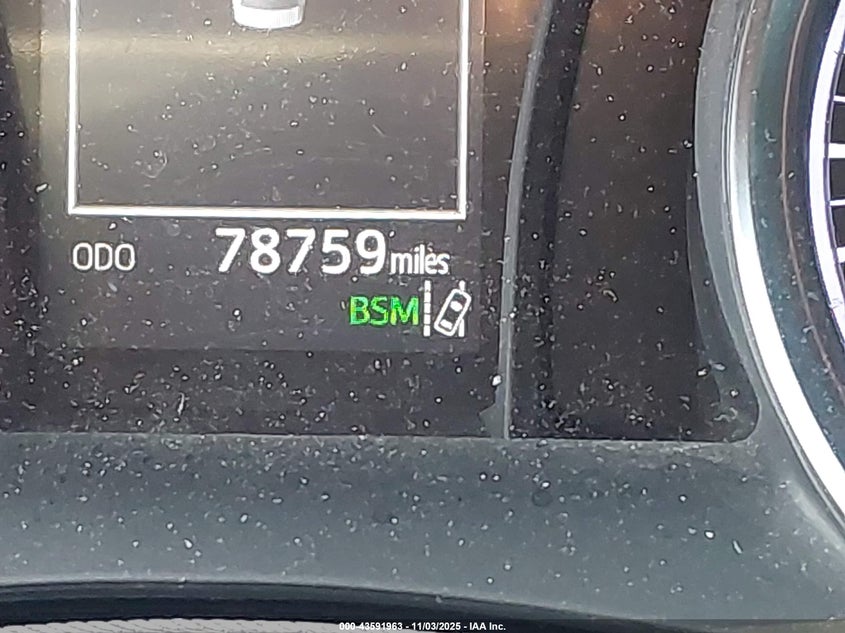 ODO 78759 miles
BSM
000-43591963 - 11/03/2025 - IAA Inc.